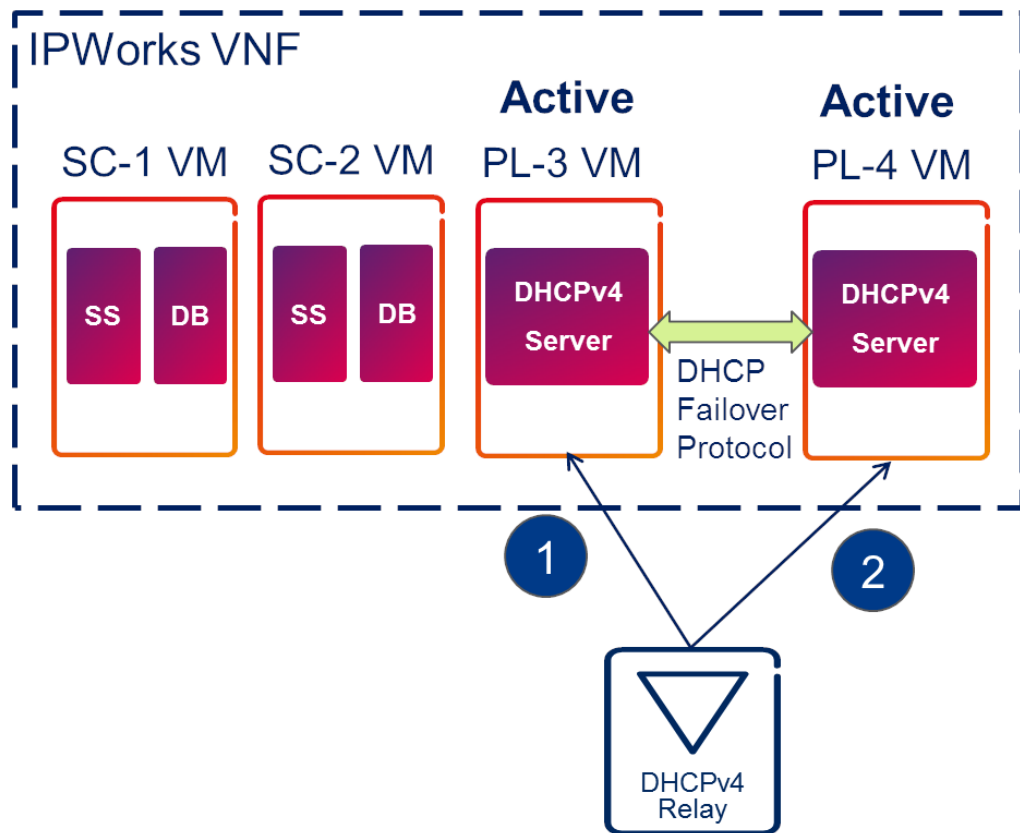 IPWorks VNF
Active
Active
SC-1 VM
SC-2 VM
PL-3 VM
PL-4 VM
SS
DB
SS
DB
DHCPv4
Server
DHCPv4
Server
DHCP
Failover
Protocol
1
2
DHCPv4
Relay